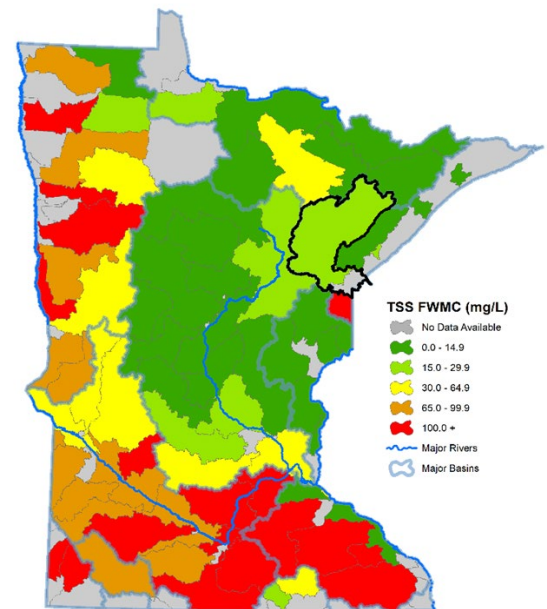 TSS FWMC (mg/L)
No Data Available
0.0 - 14.9
15.0 - 29.9
30.0 - 64.9
65.0 - 99.9
100.0 +
Major Rivers
Major Basins